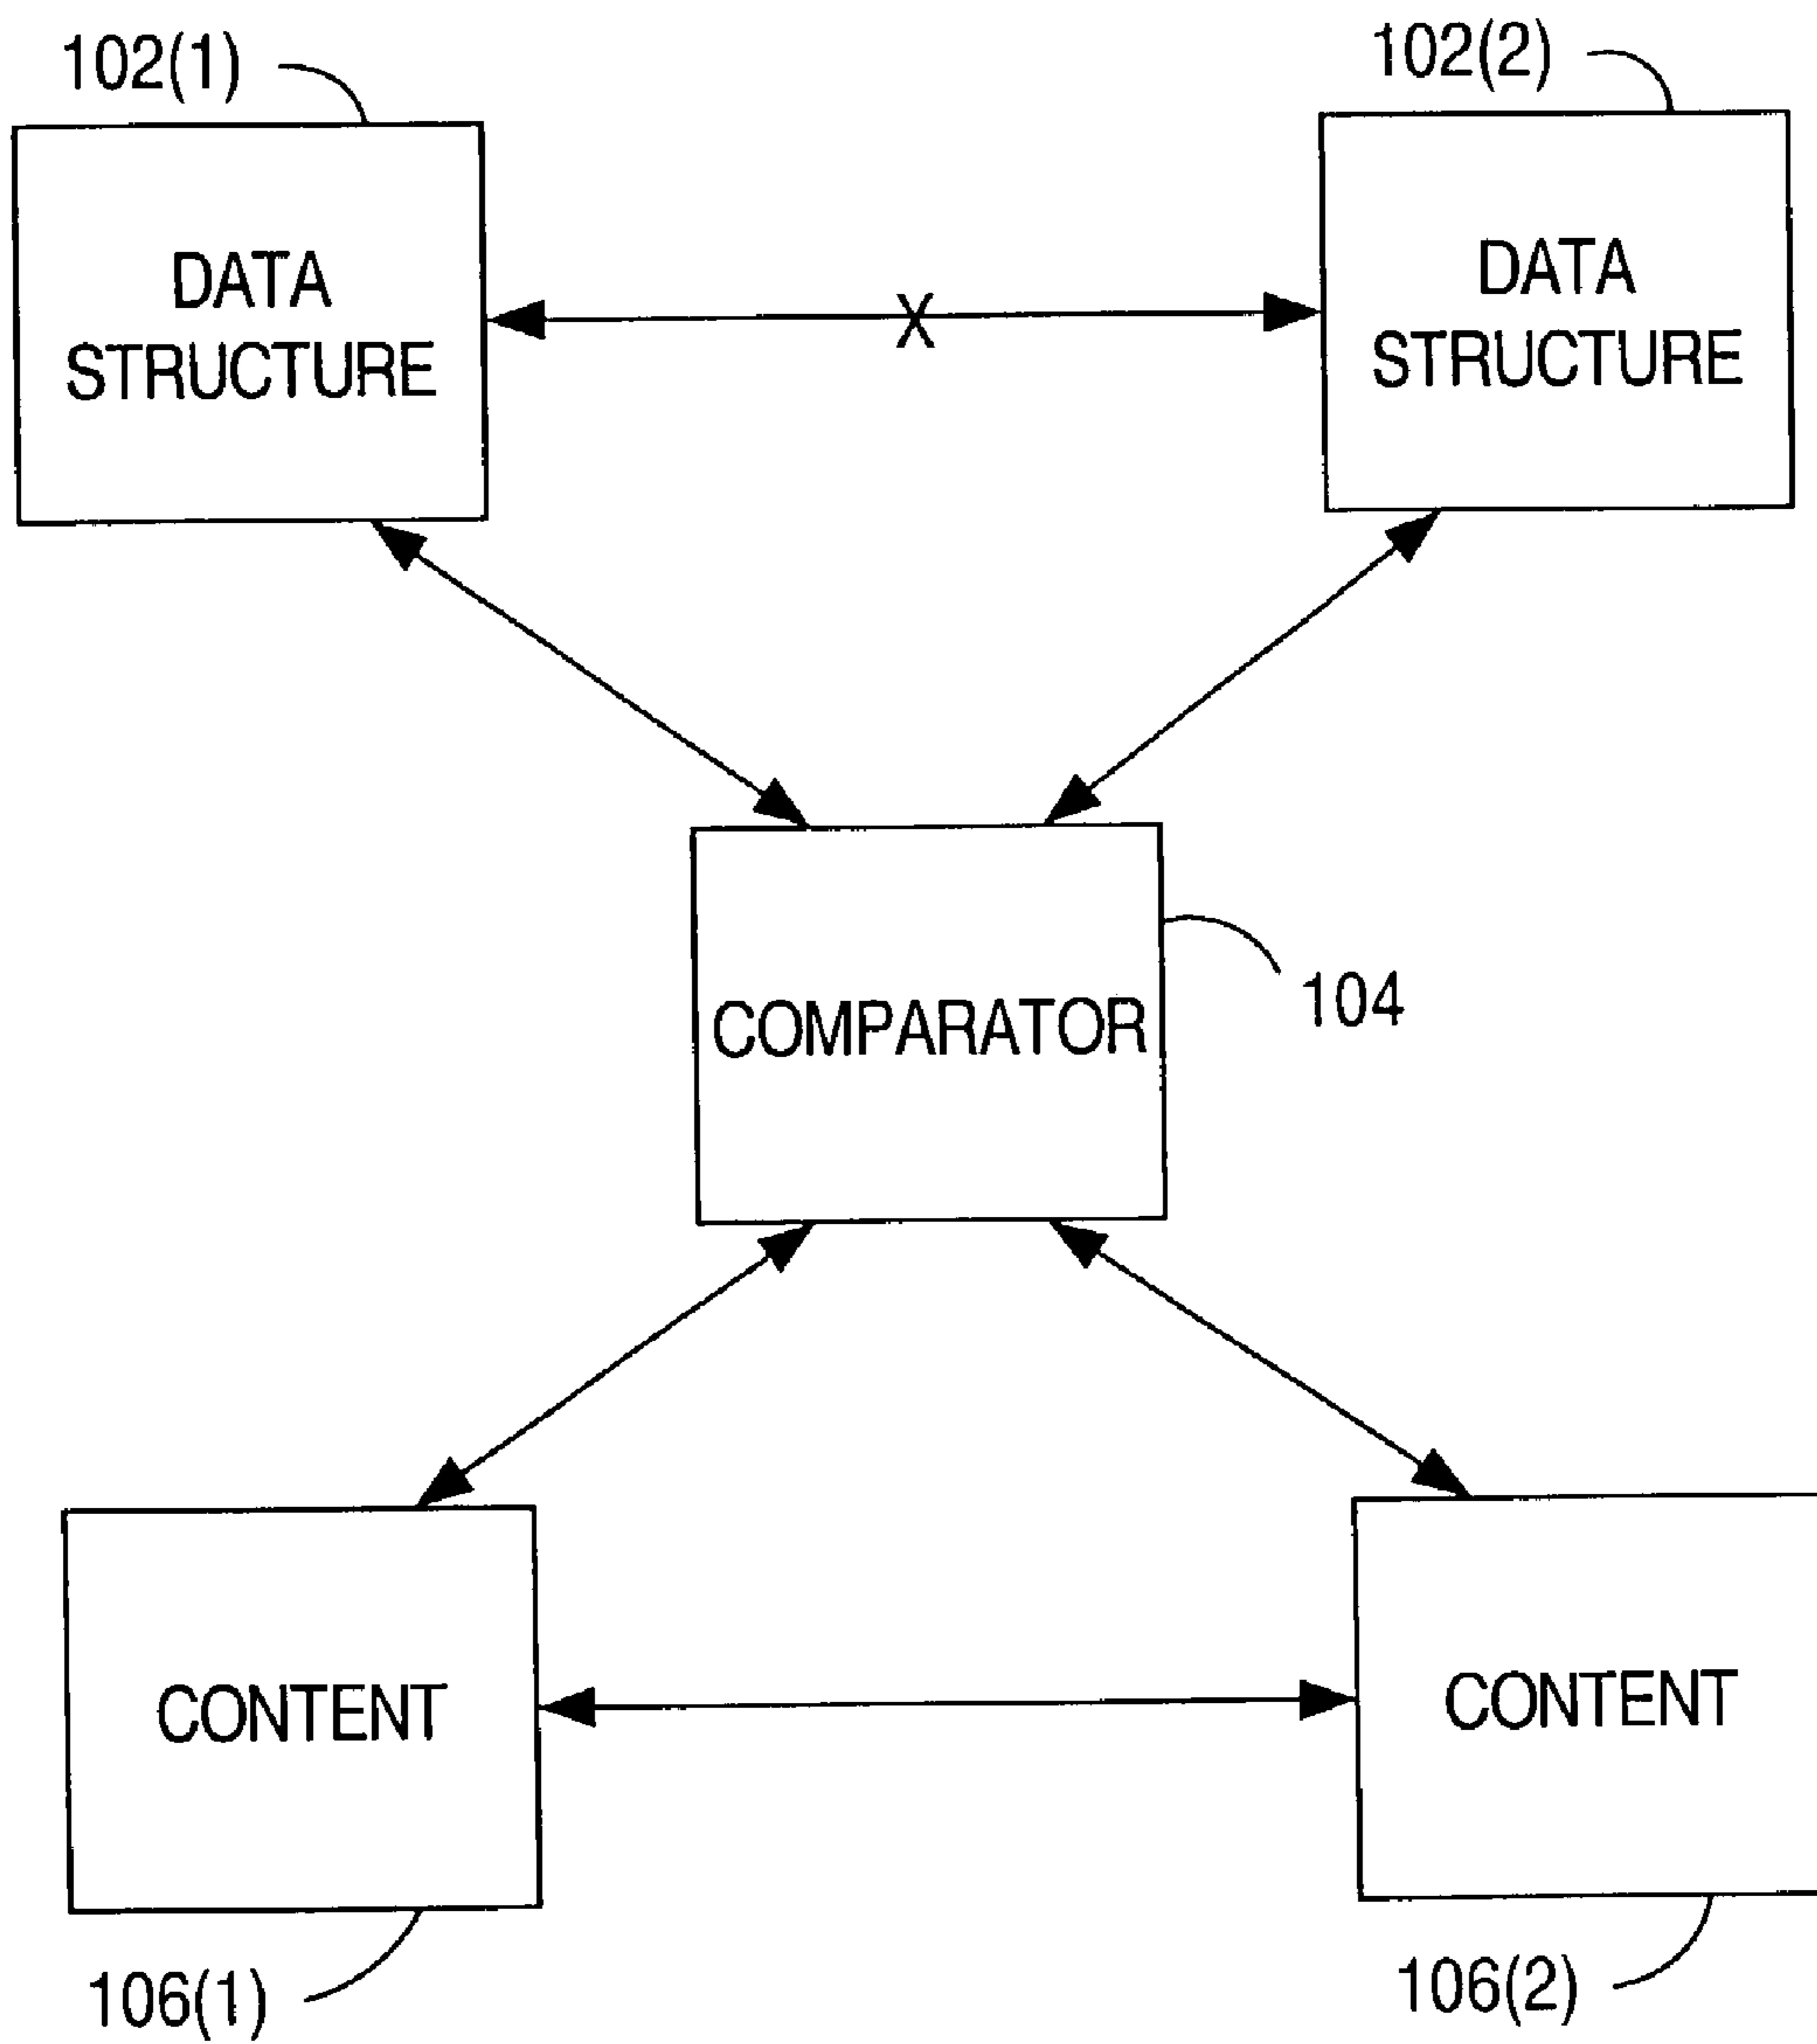 102(1)
102(2)
DATA
STRUCTURE
X
DATA
STRUCTURE
COMPARATOR
104
CONTENT
CONTENT
106(1)
106(2)